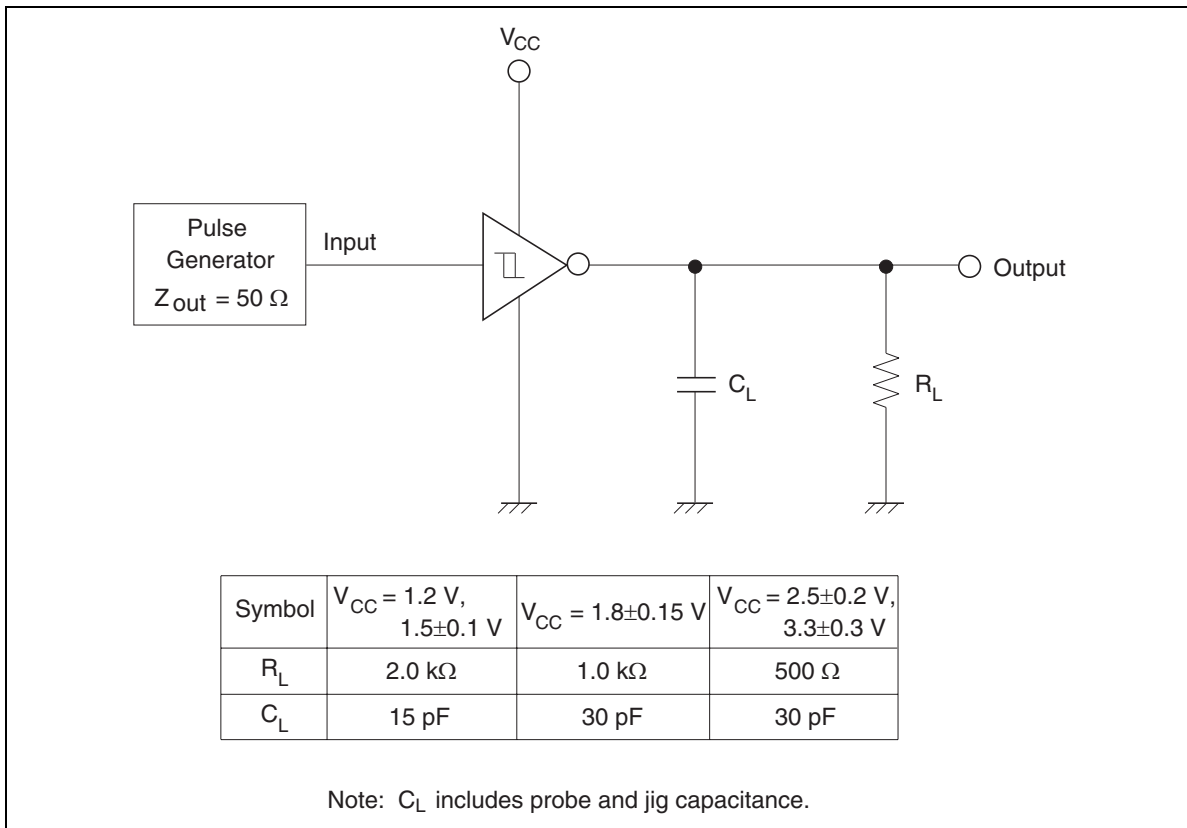 VCC
Pulse
Generator
Zout = 50 Ω
Input
Output
CL
RL
Symbol
VCC = 1.2 V,
1.5±0.1 V
VCC = 1.8±0.15 V
VCC = 2.5±0.2 V,
3.3±0.3 V
RL
2.0 kΩ
1.0 kΩ
500 Ω
CL
15 pF
30 pF
30 pF
Note: CL includes probe and jig capacitance.